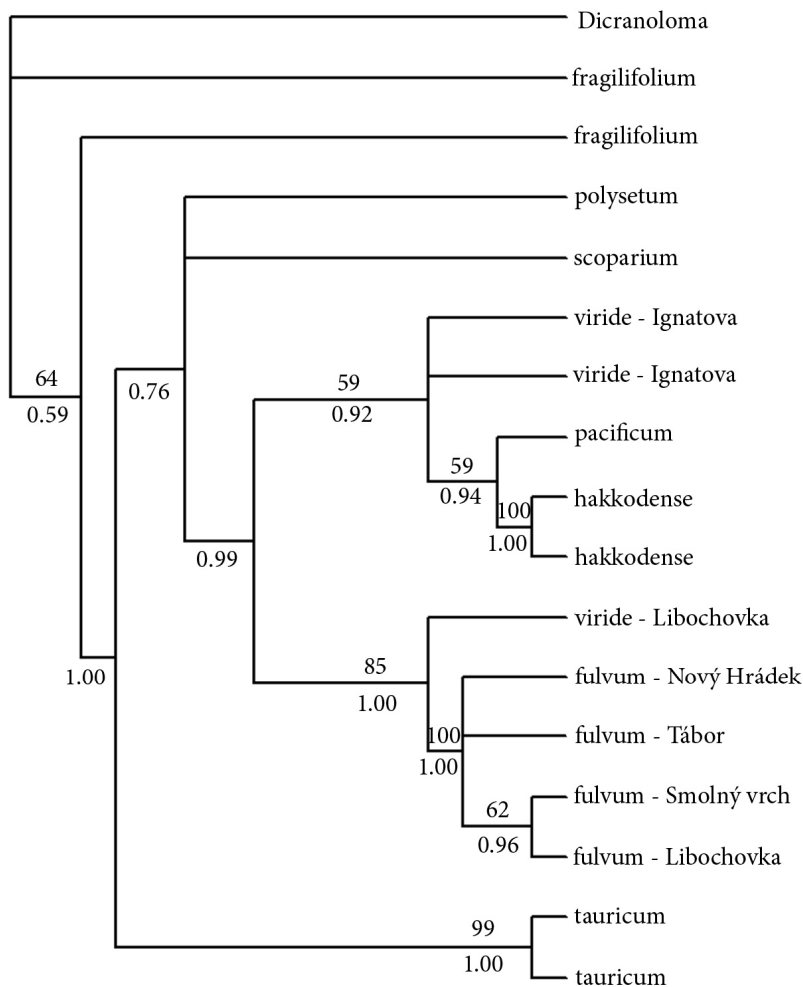 Dicranoloma
fragilifolium
fragilifolium
polysetum
scoparium
viride - Ignatova
64
viride - Ignatova
0.76
59
0.59
0.92
pacificum
59
0.94
hakkodense
100
1.00
0.99
hakkodense
viride - Libochovka
85
1.00
fulvum - Nový Hrádek
1.00
100
fulvum - Tábor
1.00
fulvum - Smolný vrch
62
0.96
fulvum - Libochovka
tauricum
99
1.00
tauricum